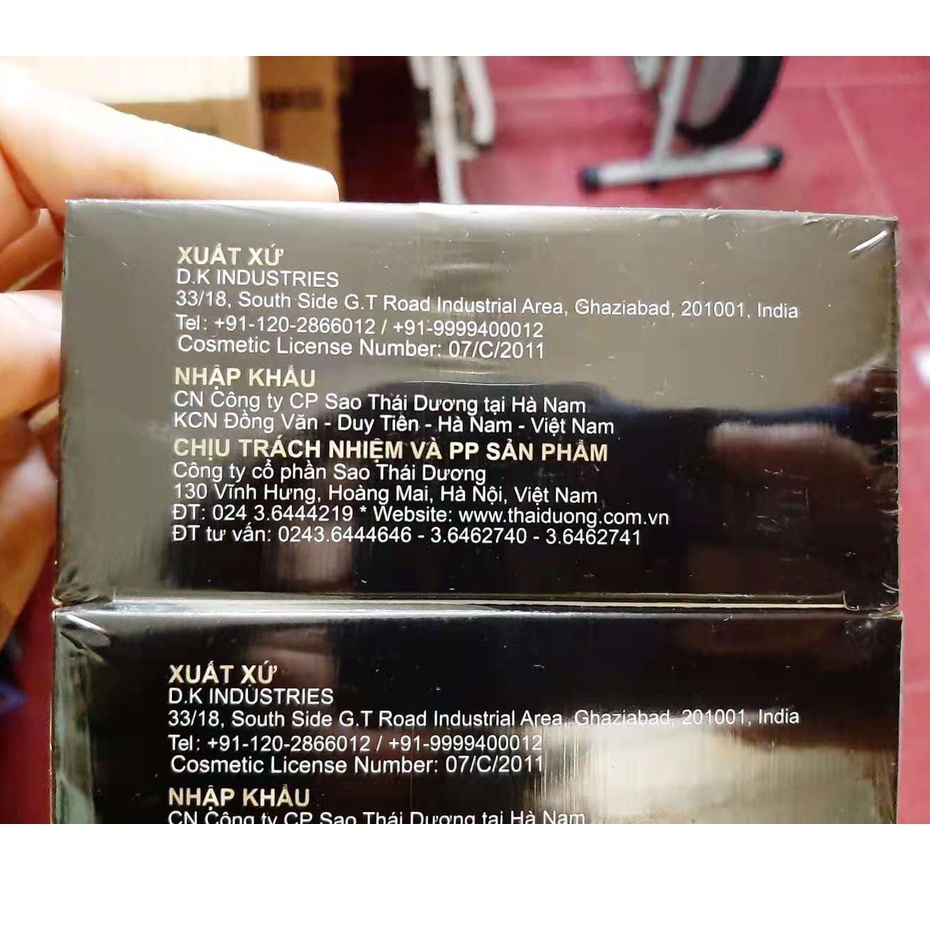 XUẤT XỨ
D.K INDUSTRIES
33/18, South Side G.T Road Industrial Area, Ghaziabad, 201001, India
Tel: +91-120-2866012 / +91-9999400012
Cosmetic License Number: 07/C/2011
NHẬP KHẨU
CN Công ty CP Sao Thái Dương tại Hà Nam
KCN Đồng Văn - Duy Tiên - Hà Nam - Việt Nam
CHỊU TRÁCH NHIỆM VÀ PP SẢN PHẨM
Công ty cổ phần Sao Thái Dương
130 Vĩnh Hưng, Hoàng Mai, Hà Nội, Việt Nam
ĐT: 024 3.6444219 * Website: www.thaiduong.com.vn
ĐT tư vấn: 0243.6444646 - 3.6462740 - 3.6462741
XUẤT XỨ
D.K INDUSTRIES
33/18, South Side G.T Road Industrial Area, Ghaziabad, 201001, India
Tel: +91-120-2866012 / +91-9999400012
Cosmetic License Number: 07/C/2011
NHẬP KHẨU
CN Công ty CP Sao Thái Dương tại Hà Nam